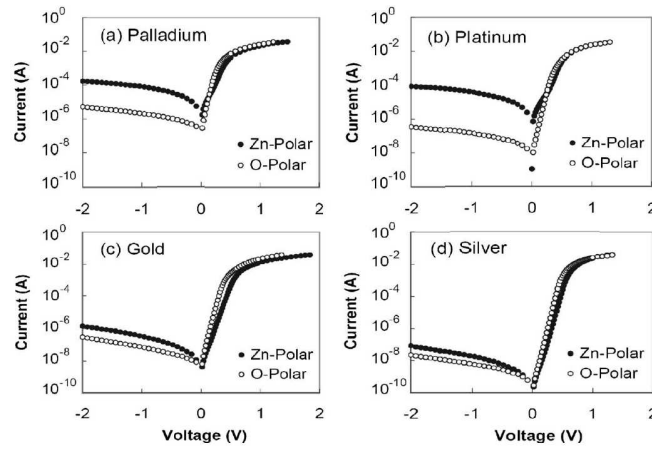 (a) Palladium
Current (A)
10⁰
10⁻²
10⁻⁴
10⁻⁶
10⁻⁸
10⁻¹⁰
Zn-Polar
O-Polar
-2 -1 0 1 2
(b) Platinum
Current (A)
10⁰
10⁻²
10⁻⁴
10⁻⁶
10⁻⁸
10⁻¹⁰
Zn-Polar
O-Polar
-2 -1 0 1 2
(c) Gold
Current (A)
10⁰
10⁻²
10⁻⁴
10⁻⁶
10⁻⁸
10⁻¹⁰
Zn-Polar
O-Polar
-2 -1 0 1 2
Voltage (V)
(d) Silver
Current (A)
10⁰
10⁻²
10⁻⁴
10⁻⁶
10⁻⁸
10⁻¹⁰
Zn-Polar
O-Polar
-2 -1 0 1 2
Voltage (V)